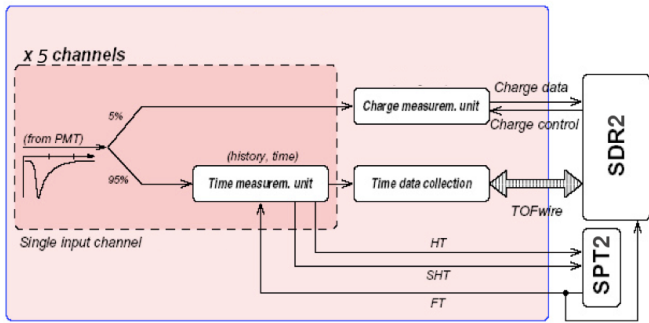 x 5 channels
Charge data
5%
Charge measurem. unit
Charge control
SDR2
(from PMT)
(history, time)
95%
Time measurem. unit
Time data collection
TOFwire
Single input channel
HT
SHT
SPT2
FT